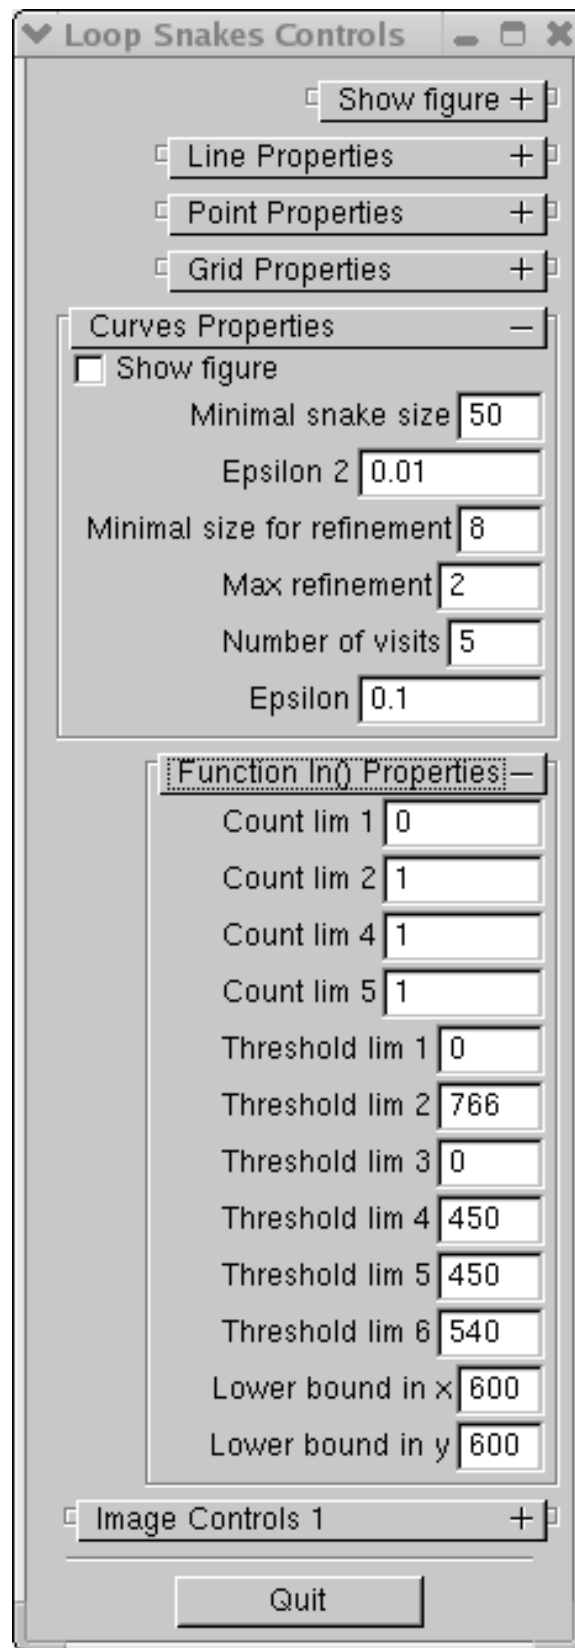 Loop Snakes Controls
Show figure +
Line Properties +
Point Properties +
Grid Properties +
Curves Properties –
Show figure
Minimal snake size 50
Epsilon 2 0.01
Minimal size for refinement 8
Max refinement 2
Number of visits 5
Epsilon 0.1
Function In() Properties –
Count lim 1 0
Count lim 2 1
Count lim 4 1
Count lim 5 1
Threshold lim 1 0
Threshold lim 2 766
Threshold lim 3 0
Threshold lim 4 450
Threshold lim 5 450
Threshold lim 6 540
Lower bound in x 600
Lower bound in y 600
Image Controls 1 +
Quit